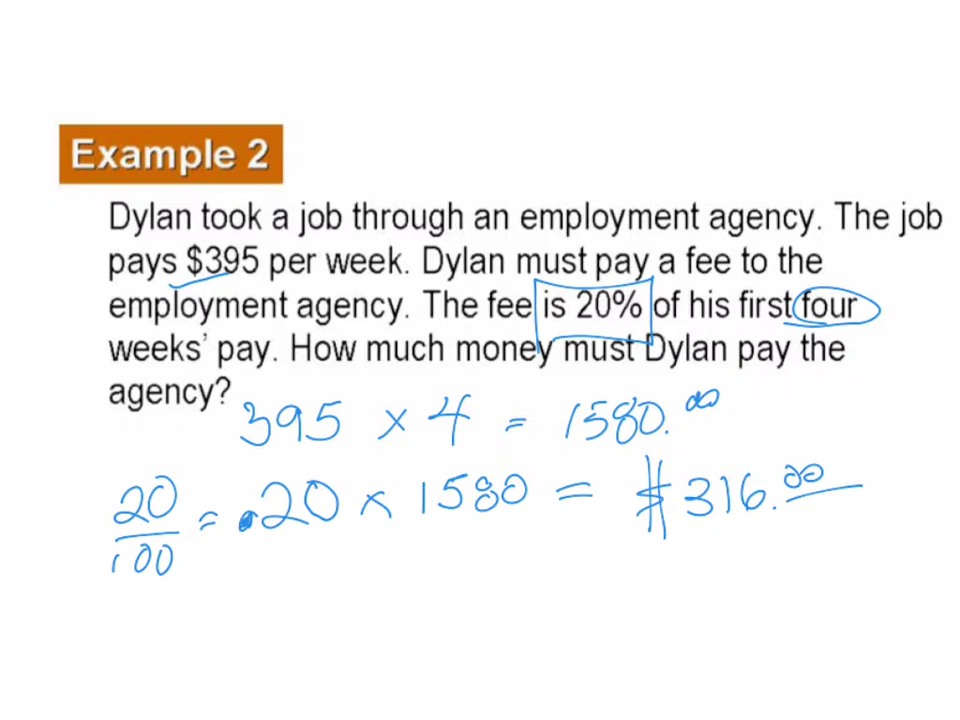 Example 2
Dylan took a job through an employment agency. The job
pays $395 per week. Dylan must pay a fee to the
employment agency. The fee is 20% of his first four
weeks' pay. How much money must Dylan pay the
agency?
395 x 4 = 1580.00
20/100 = .20 x 1580 = $316.00